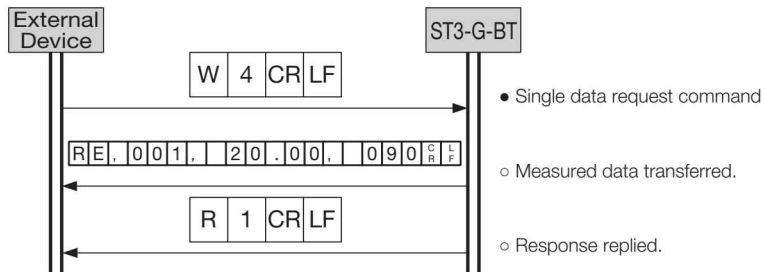 External
Device
ST3-G-BT
W 4 CR LF
● Single data request command
RE,001, 20.00, 090 CR LF
○ Measured data transferred.
R 1 CR LF
○ Response replied.